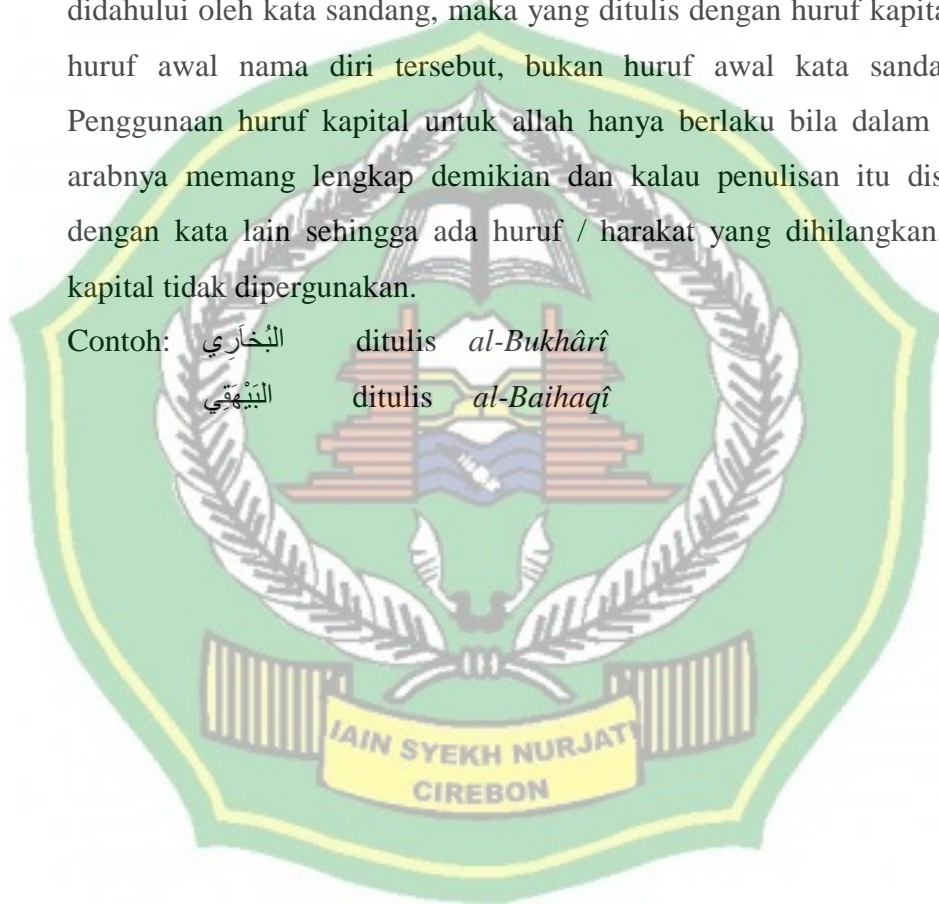 didahului oleh kata sandang, maka yang ditulis dengan huruf
huruf awal nama diri tersebut, bukan huruf awal kata
Penggunaan huruf kapital untuk allah hanya berlaku bila dalam
arabnya memang lengkap demikian dan kalau penulisan itu
dengan kata lain sehingga ada huruf / harakat yang dihilangkan
kapital tidak dipergunakan.
Contoh: البُخاَرِي ditulis al-Bukhârî
البَيْهَقِي ditulis al-Baihaqî
IAIN SYEKH NURJATI
CIREBON